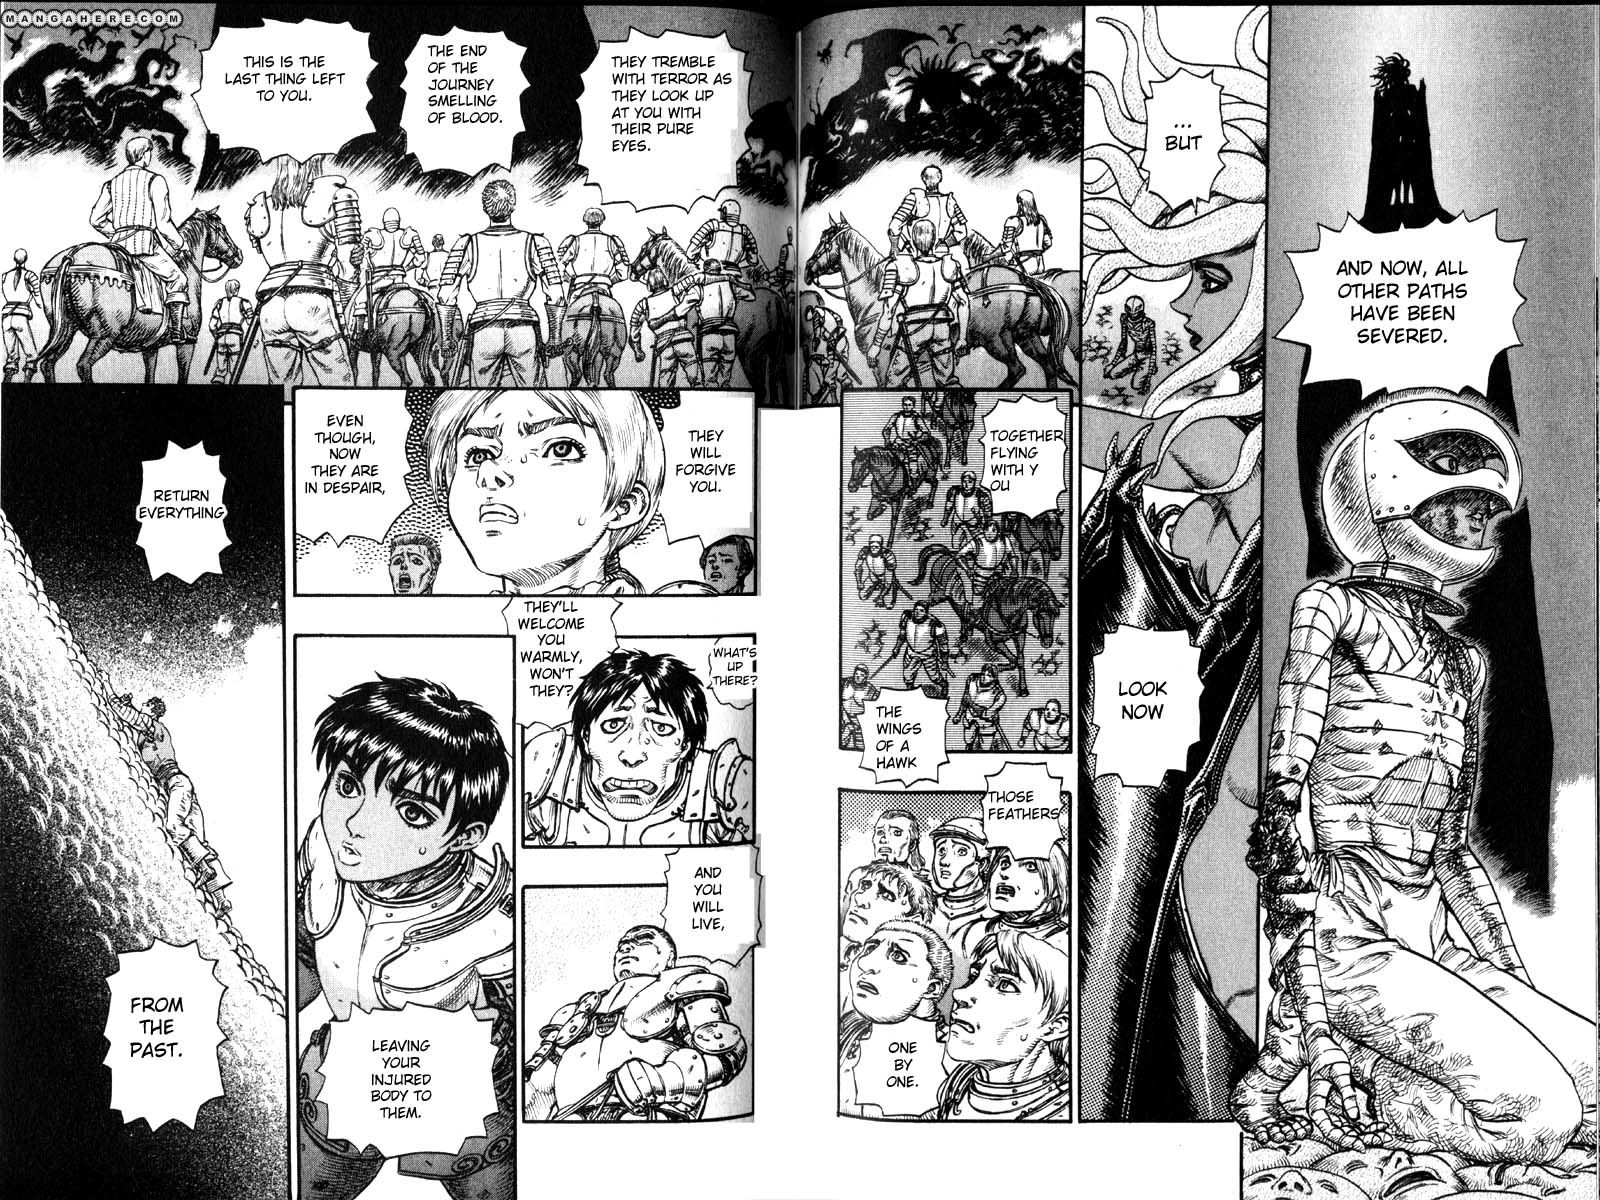 MANGAHERE.COM
AND NOW, ALL
OTHER PATHS
HAVE BEEN
SEVERED.
...
BUT
LOOK
NOW
THEY TREMBLE
WITH TERROR AS
THEY LOOK UP
AT YOU WITH
THEIR PURE
EYES.
THE END
OF THE
JOURNEY
SMELLING
OF BLOOD.
THIS IS THE
LAST THING LEFT
TO YOU.
TOGETHER
FLYING
WITH Y
OU
THE
WINGS
OF A
HAWK
THOSE
FEATHERS
ONE
BY
ONE.
THEY
WILL
FORGIVE
YOU.
EVEN
THOUGH,
NOW
THEY ARE
IN DESPAIR,
WHAT'S
UP
THERE?
THEY'LL
WELCOME
YOU
WARMLY,
WON'T
THEY?
AND
YOU
WILL
LIVE,
LEAVING
YOUR
INJURED
BODY TO
THEM.
RETURN
EVERYTHING
FROM
THE
PAST.